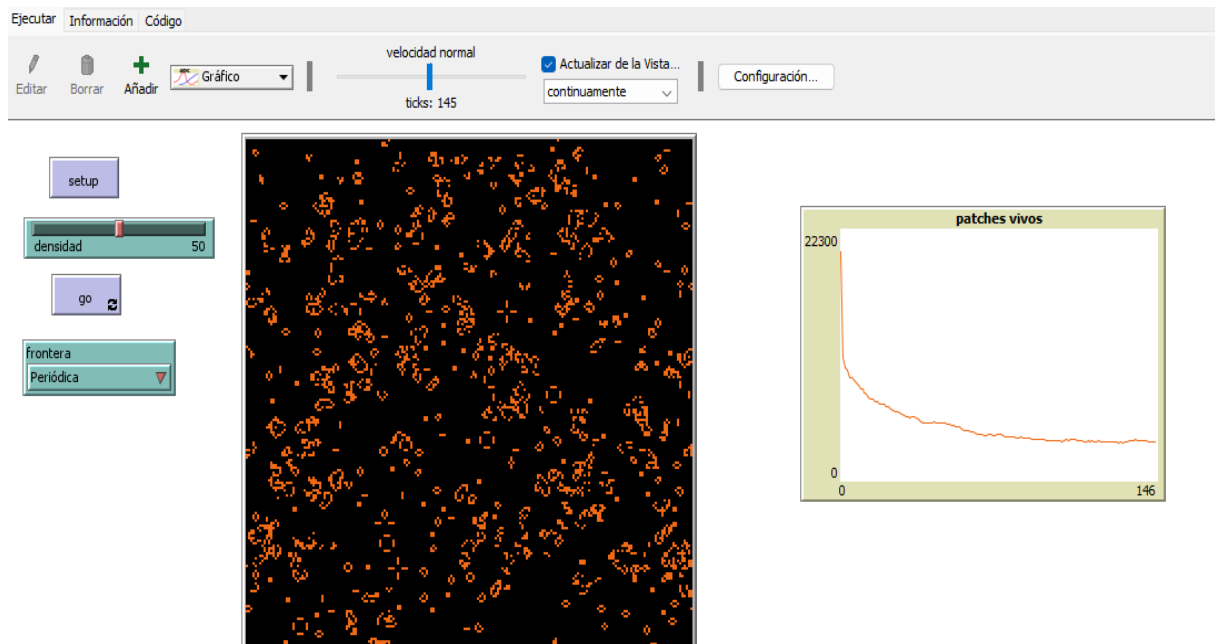 Ejecutar Información Código
velocidad normal
Editar Borrar Añadir Gráfico
ticks: 145
Actualizar de la Vista...
continuamente
Configuración...
setup
densidad 50
go
frontera
Periódica
patches vivos
22300
0
0 146